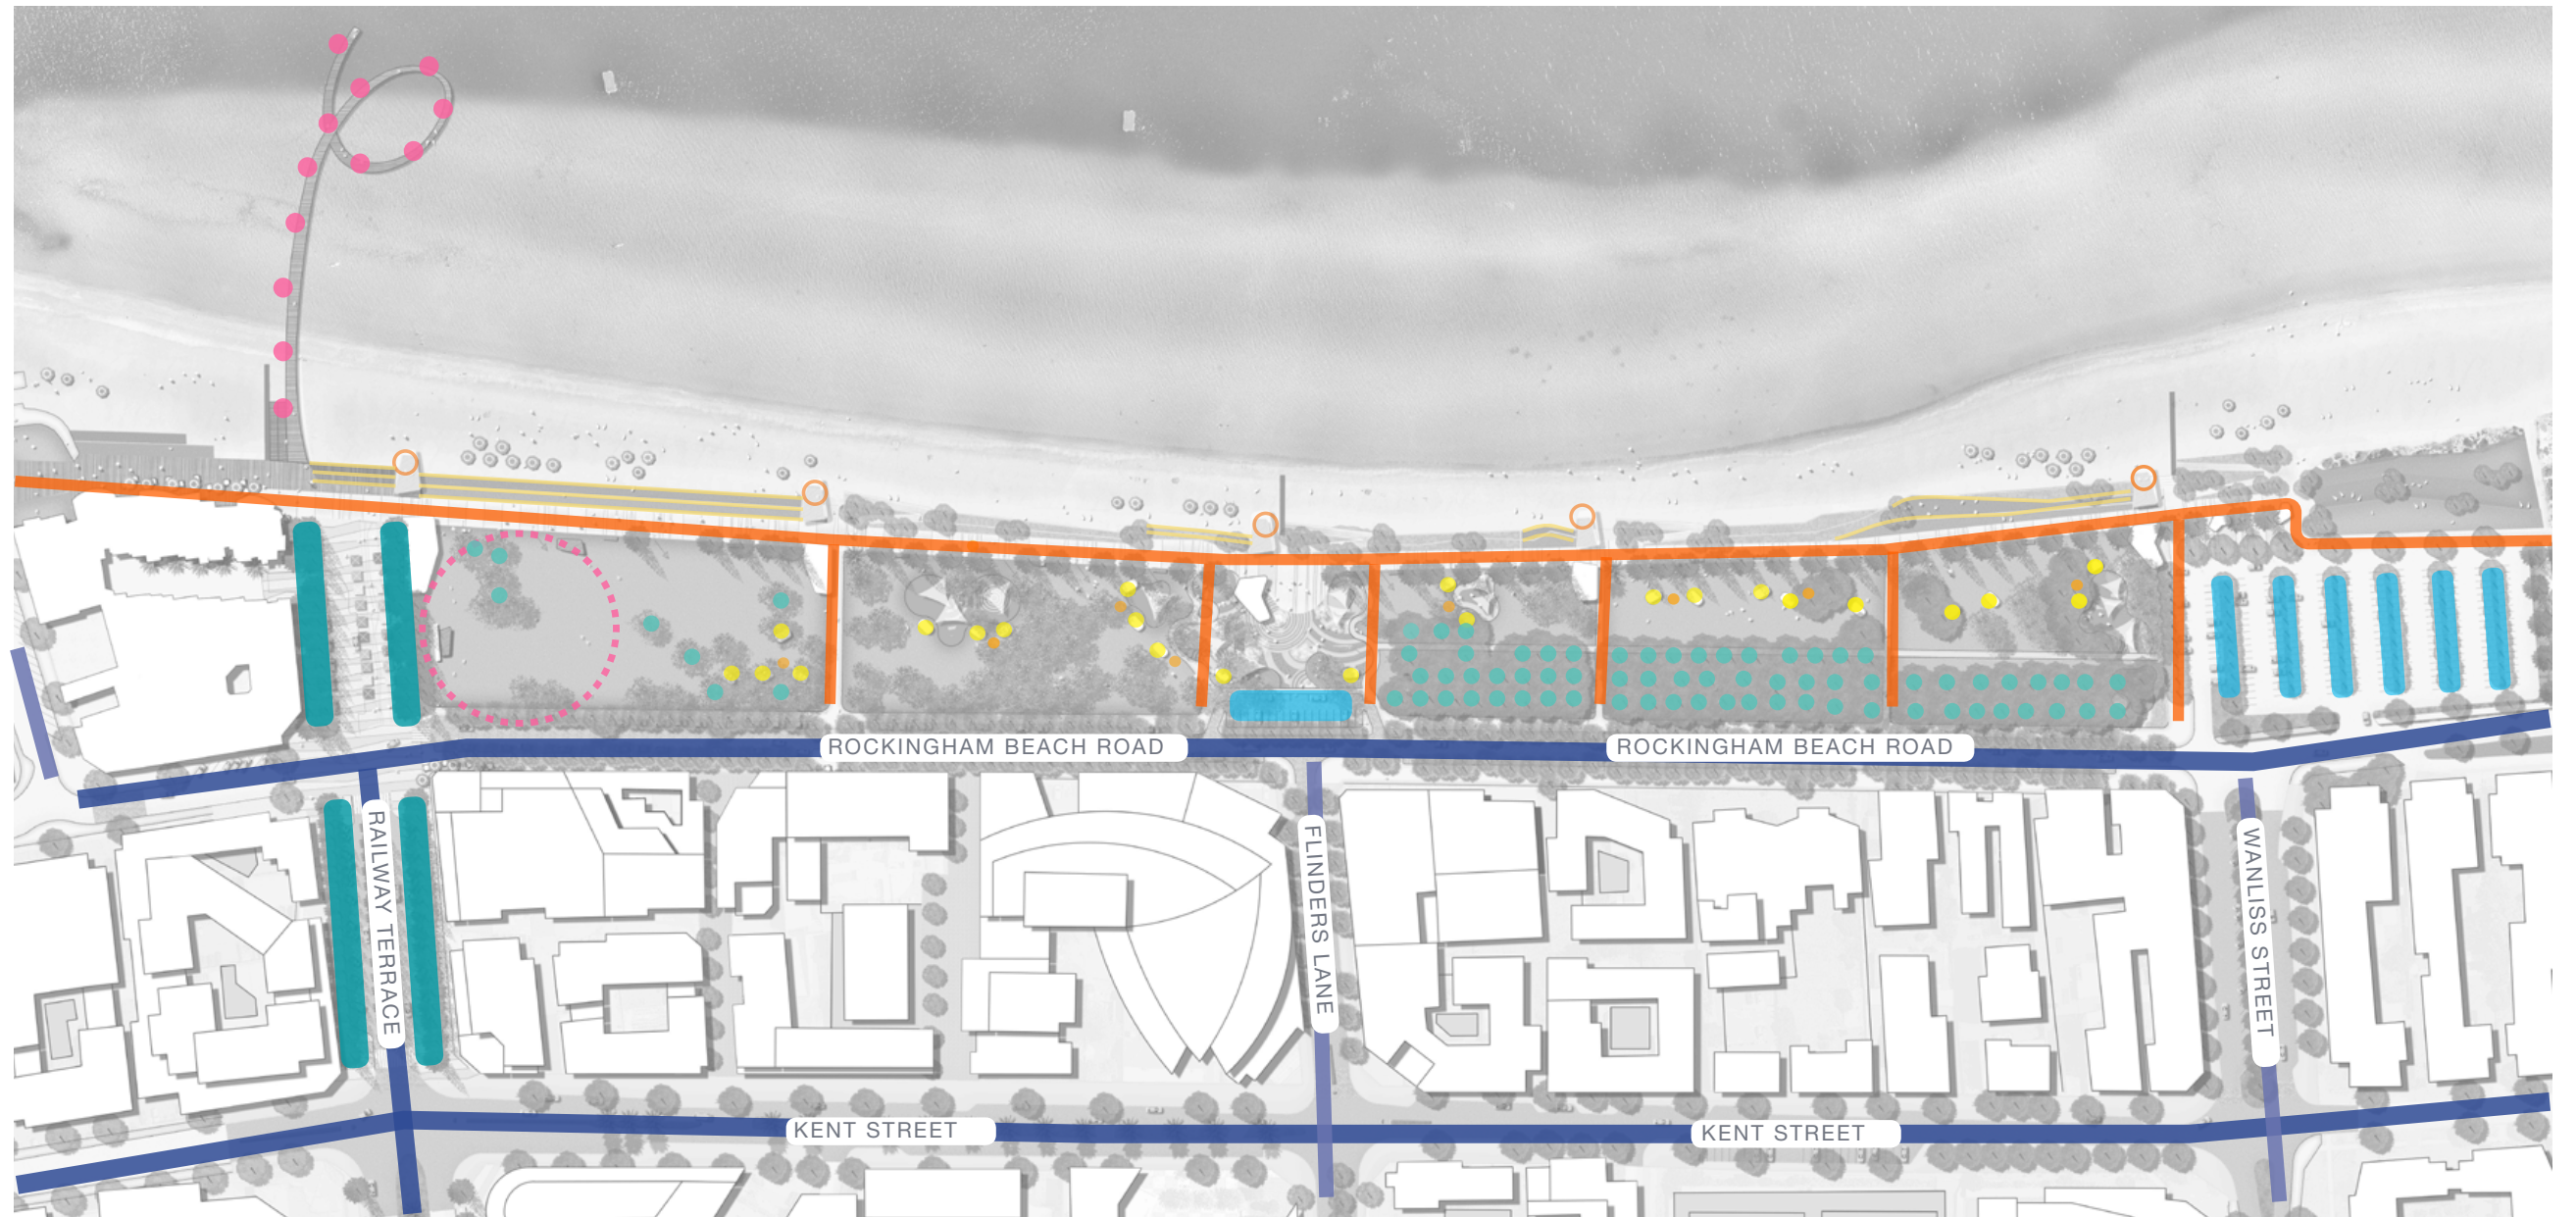 ROCKINGHAM BEACH ROAD
ROCKINGHAM BEACH ROAD
RAILWAY TERRACE
FLINDERS LANE
WANLISS STREET
KENT STREET
KENT STREET